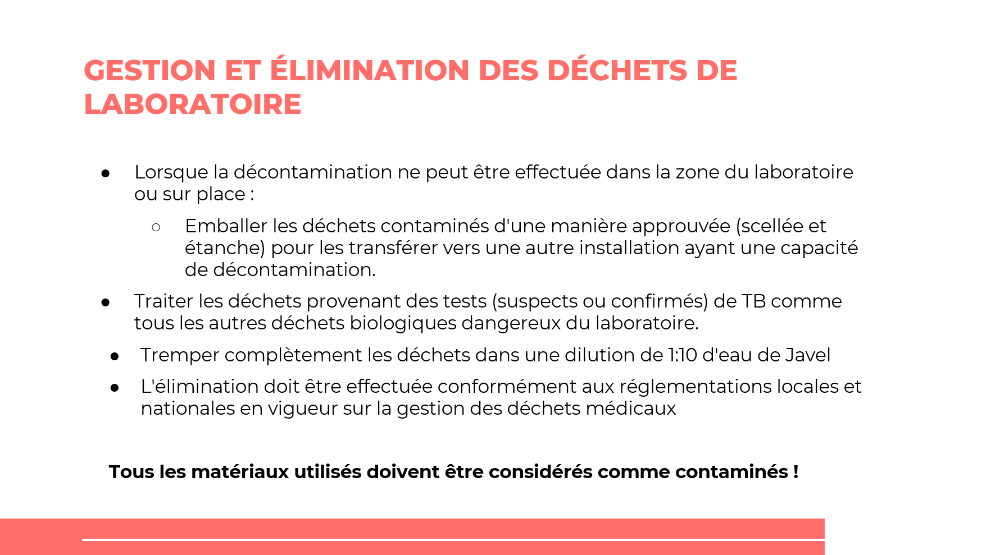 GESTION ET ÉLIMINATION DES DÉCHETS DE
LABORATOIRE
● Lorsque la décontamination ne peut être effectuée dans la zone du laboratoire
ou sur place :
○ Emballer les déchets contaminés d'une manière approuvée (scellée et
étanche) pour les transférer vers une autre installation ayant une capacité
de décontamination.
● Traiter les déchets provenant des tests (suspects ou confirmés) de TB comme
tous les autres déchets biologiques dangereux du laboratoire.
● Tremper complètement les déchets dans une dilution de 1:10 d'eau de Javel
● L'élimination doit être effectuée conformément aux réglementations locales et
nationales en vigueur sur la gestion des déchets médicaux
Tous les matériaux utilisés doivent être considérés comme contaminés !